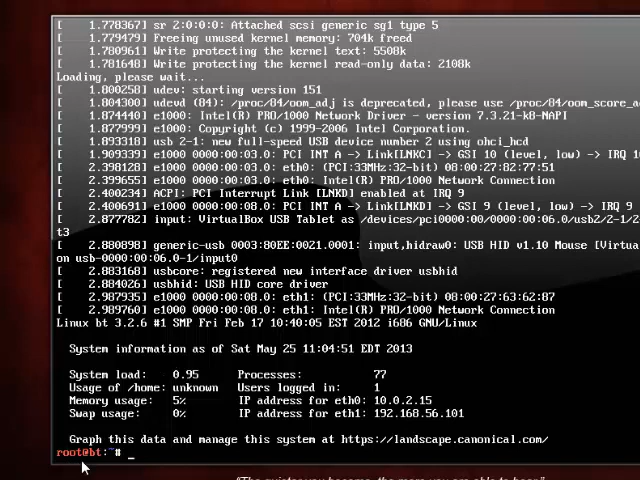 [    1.778367] sr 2:0:0:0: Attached scsi generic sg1 type 5
[    1.779479] Freeing unused kernel memory: 704k freed
[    1.780961] Write protecting the kernel text: 5508k
[    1.781648] Write protecting the kernel read-only data: 2108k
Loading, please wait...
[    1.800258] udev: starting version 151
[    1.804300] udevd (84): /proc/84/oom_adj is deprecated, please use /proc/84/oom_score_a
[    1.874440] e1000: Intel(R) PRO/1000 Network Driver - version 7.3.21-k8-NAPI
[    1.877999] e1000: Copyright (c) 1999-2006 Intel Corporation.
[    1.893318] usb 2-1: new full-speed USB device number 2 using ohci_hcd
[    1.909339] e1000 0000:00:03.0: PCI INT A -> Link[LNKC] -> GSI 10 (level, low) -> IRQ 1
[    2.398128] e1000 0000:00:03.0: eth0: (PCI:33MHz:32-bit) 08:00:27:82:77:51
[    2.399655] e1000 0000:00:03.0: eth0: Intel(R) PRO/1000 Network Connection
[    2.400234] ACPI: PCI Interrupt Link [LNKD] enabled at IRQ 9
[    2.400691] e1000 0000:00:08.0: PCI INT A -> Link[LNKD] -> GSI 9 (level, low) -> IRQ 9
[    2.877782] input: VirtualBox USB Tablet as /devices/pci0000:00/0000:00:06.0/usb2/2-1/2
t3
[    2.880898] generic-usb 0003:80EE:0021.0001: input,hidraw0: USB HID v1.10 Mouse [Virtua
on usb-0000:00:06.0-1/input0
[    2.883168] usbcore: registered new interface driver usbhid
[    2.884026] usbhid: USB HID core driver
[    2.987935] e1000 0000:00:08.0: eth1: (PCI:33MHz:32-bit) 08:00:27:63:62:87
[    2.989760] e1000 0000:00:08.0: eth1: Intel(R) PRO/1000 Network Connection
Linux bt 3.2.6 #1 SMP Fri Feb 17 10:40:05 EST 2012 i686 GNU/Linux
System information as of Sat May 25 11:04:51 EDT 2013
System load:   0.95      Processes:           77
Usage of /home: unknown   Users logged in:     1
Memory usage:   5%        IP address for eth0: 10.0.2.15
Swap usage:     0%        IP address for eth1: 192.168.56.101
Graph this data and manage this system at https://landscape.canonical.com/
root@bt:~# _